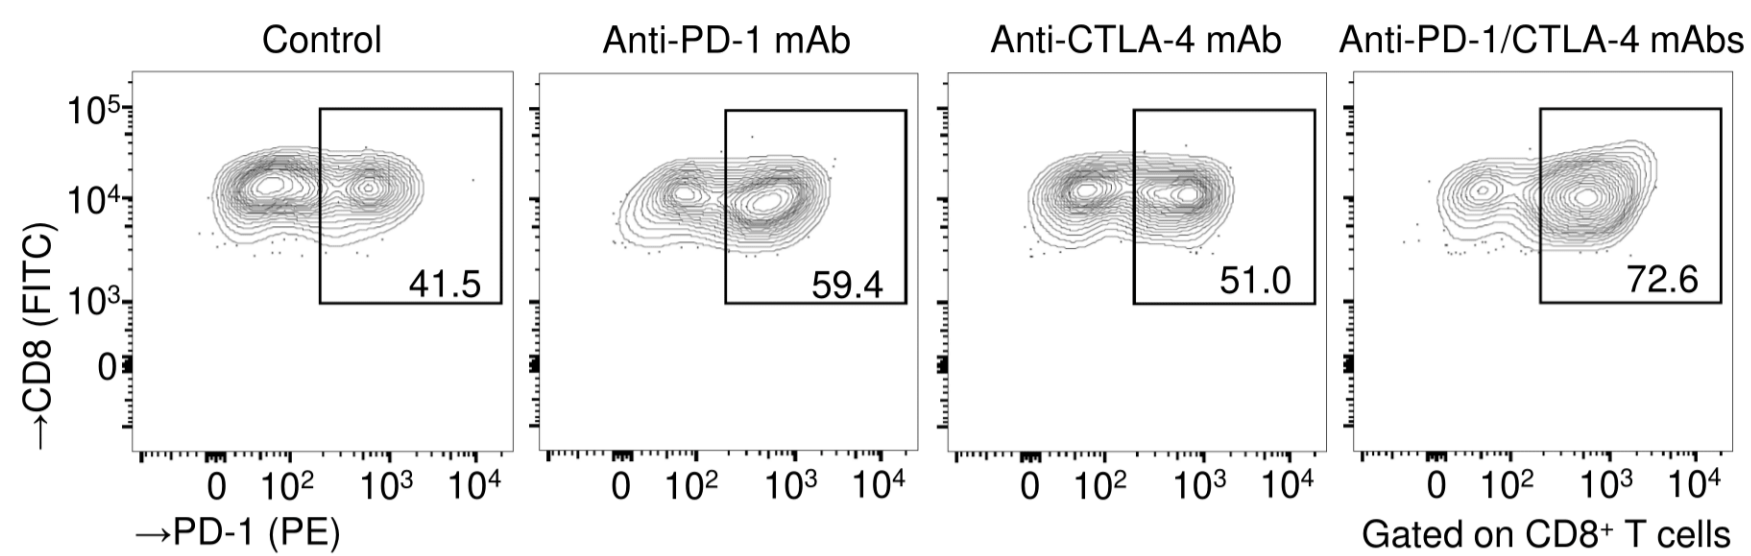 Control
Anti-PD-1 mAb
Anti-CTLA-4 mAb
Anti-PD-1/CTLA-4 mAbs
→CD8 (FITC)
10⁵
10⁴
10³
0
41.5
59.4
51.0
72.6
0 10² 10³ 10⁴
0 10² 10³ 10⁴
0 10² 10³ 10⁴
0 10² 10³ 10⁴
→PD-1 (PE)
Gated on CD8⁺ T cells